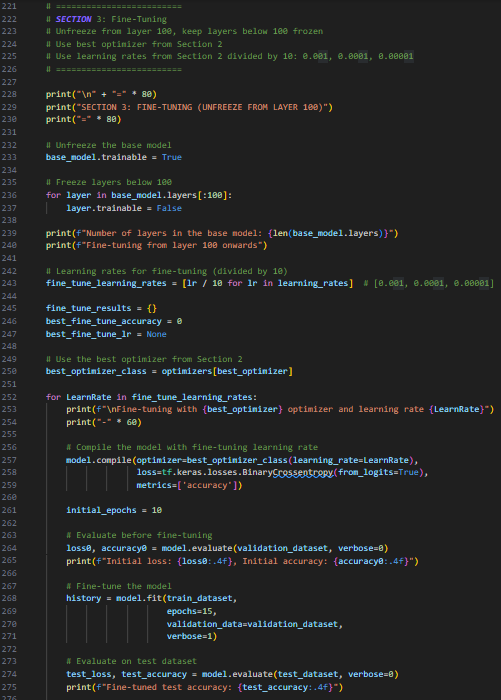 221 # =========================
222 # SECTION 3: Fine-Tuning
223 # Unfreeze from layer 100, keep layers below 100 frozen
224 # Use best optimizer from Section 2
225 # Use learning rates from Section 2 divided by 10: 0.001, 0.0001, 0.00001
226 # =========================
227
228 print("\n" + "=" * 80)
229 print("SECTION 3: FINE-TUNING (UNFREEZE FROM LAYER 100)")
230 print("=" * 80)
231
232 # Unfreeze the base model
233 base_model.trainable = True
234
235 # Freeze layers below 100
236 for layer in base_model.layers[:100]:
237     layer.trainable = False
238
239 print(f"Number of layers in the base model: {len(base_model.layers)}")
240 print(f"Fine-tuning from layer 100 onwards")
241
242 # Learning rates for fine-tuning (divided by 10)
243 fine_tune_learning_rates = [lr / 10 for lr in learning_rates]  # [0.001, 0.0001, 0.00001]
244
245 fine_tune_results = {}
246 best_fine_tune_accuracy = 0
247 best_fine_tune_lr = None
248
249 # Use the best optimizer from Section 2
250 best_optimizer_class = optimizers[best_optimizer]
251
252 for LearnRate in fine_tune_learning_rates:
253     print(f"\nFine-tuning with {best_optimizer} optimizer and learning rate {LearnRate}")
254     print("-" * 60)
255
256     # Compile the model with fine-tuning learning rate
257     model.compile(optimizer=best_optimizer_class(learning_rate=LearnRate),
258                   loss=tf.keras.losses.BinaryCrossentropy(from_logits=True),
259                   metrics=['accuracy'])
260
261     initial_epochs = 10
262
263     # Evaluate before fine-tuning
264     loss0, accuracy0 = model.evaluate(validation_dataset, verbose=0)
265     print(f"Initial loss: {loss0:.4f}, Initial accuracy: {accuracy0:.4f}")
266
267     # Fine-tune the model
268     history = model.fit(train_dataset,
269                         epochs=15,
270                         validation_data=validation_dataset,
271                         verbose=1)
272
273     # Evaluate on test dataset
274     test_loss, test_accuracy = model.evaluate(test_dataset, verbose=0)
275     print(f"Fine-tuned test accuracy: {test_accuracy:.4f}")
276